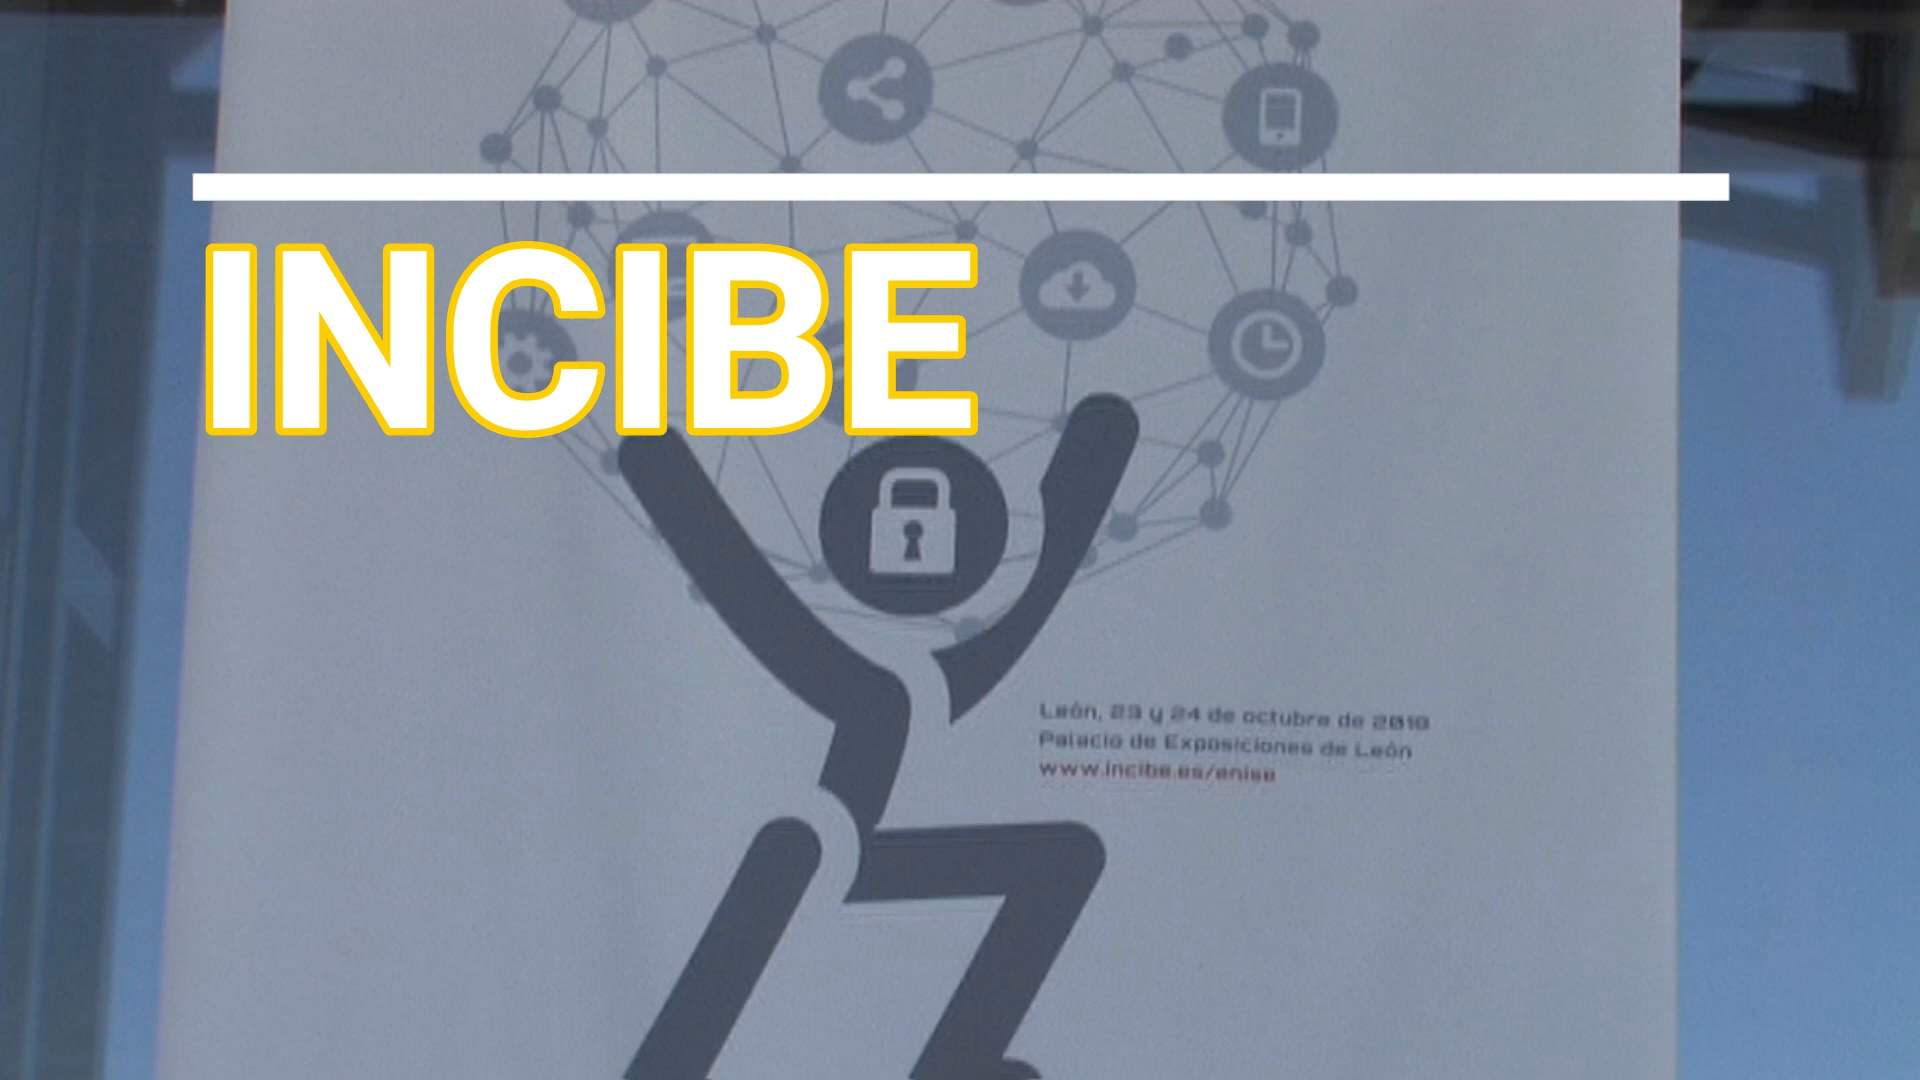 INCIBE
León, 23 y 24 de octubre de 2018
Palacio de Exposiciones de León
www.incibe.es/enise